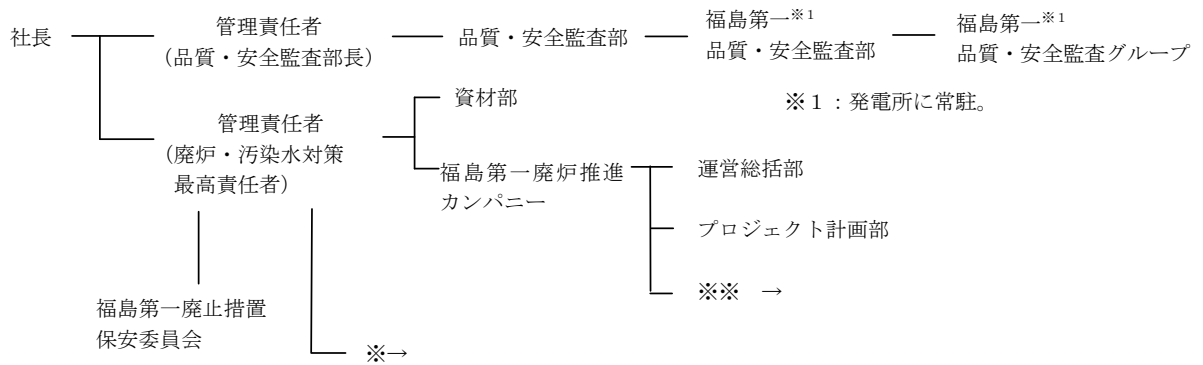 社長
管理責任者
（品質・安全監査部長）
品質・安全監査部
福島第一※1
品質・安全監査部
福島第一※1
品質・安全監査グループ
※1：発電所に常駐。
管理責任者
（廃炉・汚染水対策
最高責任者）
資材部
福島第一廃炉推進
カンパニー
運営総括部
プロジェクト計画部
※※ →
福島第一廃止措置
保安委員会
※→